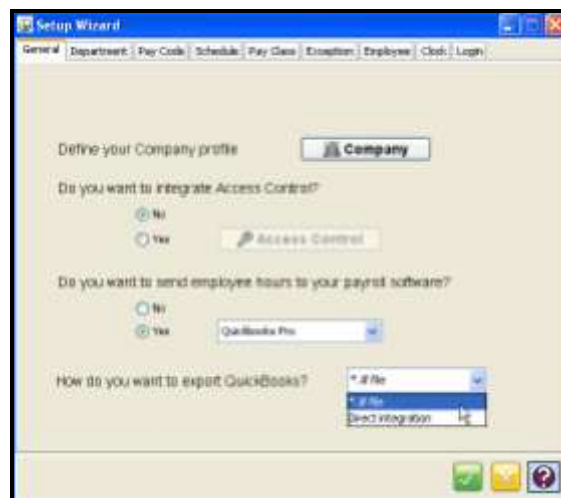 Setup Wizard
General Department Pay Code Schedule Pay Class Exception Employee Clock Login
Define your Company profile Company
Do you want to integrate Access Control?
No
Yes Access Control
Do you want to send employee hours to your payroll software?
No
Yes QuickBooks Pro
How do you want to export QuickBooks? *.iif file
*.iif file
Direct integration